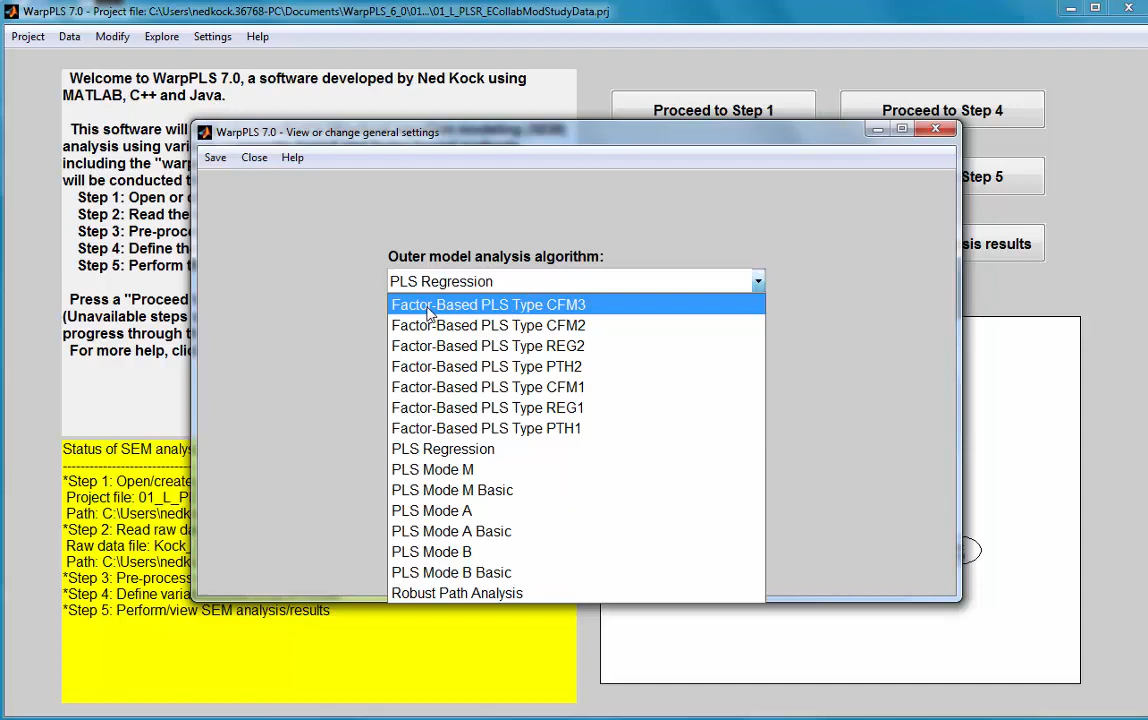 WarpPLS 7.0 - Project file: C:\Users\nedkock.36768-PC\Documents\WarpPLS_6_0\01...\01_L_PLSR_ECollabModStudyData.prj
Project Data Modify Explore Settings Help
Welcome to WarpPLS 7.0, a software developed by Ned Kock using
MATLAB, C++ and Java.
This software will
analysis using vari
including the "warp
will be conducted t
Step 1: Open or c
Step 2: Read the
Step 3: Pre-proc
Step 4: Define th
Step 5: Perform t
Press a "Proceed
(Unavailable steps
progress through t
For more help, clic
Proceed to Step 1
Proceed to Step 4
Step 5
sis results
WarpPLS 7.0 - View or change general settings
Save Close Help
Outer model analysis algorithm:
PLS Regression
Factor-Based PLS Type CFM3
Factor-Based PLS Type CFM2
Factor-Based PLS Type REG2
Factor-Based PLS Type PTH2
Factor-Based PLS Type CFM1
Factor-Based PLS Type REG1
Factor-Based PLS Type PTH1
PLS Regression
PLS Mode M
PLS Mode M Basic
PLS Mode A
PLS Mode A Basic
PLS Mode B
PLS Mode B Basic
Robust Path Analysis
Status of SEM analys
*Step 1: Open/create
Project file: 01_L_P
Path: C:\Users\nedk
*Step 2: Read raw da
Raw data file: Kock_
Path: C:\Users\nedk
*Step 3: Pre-process
*Step 4: Define varia
*Step 5: Perform/view SEM analysis/results